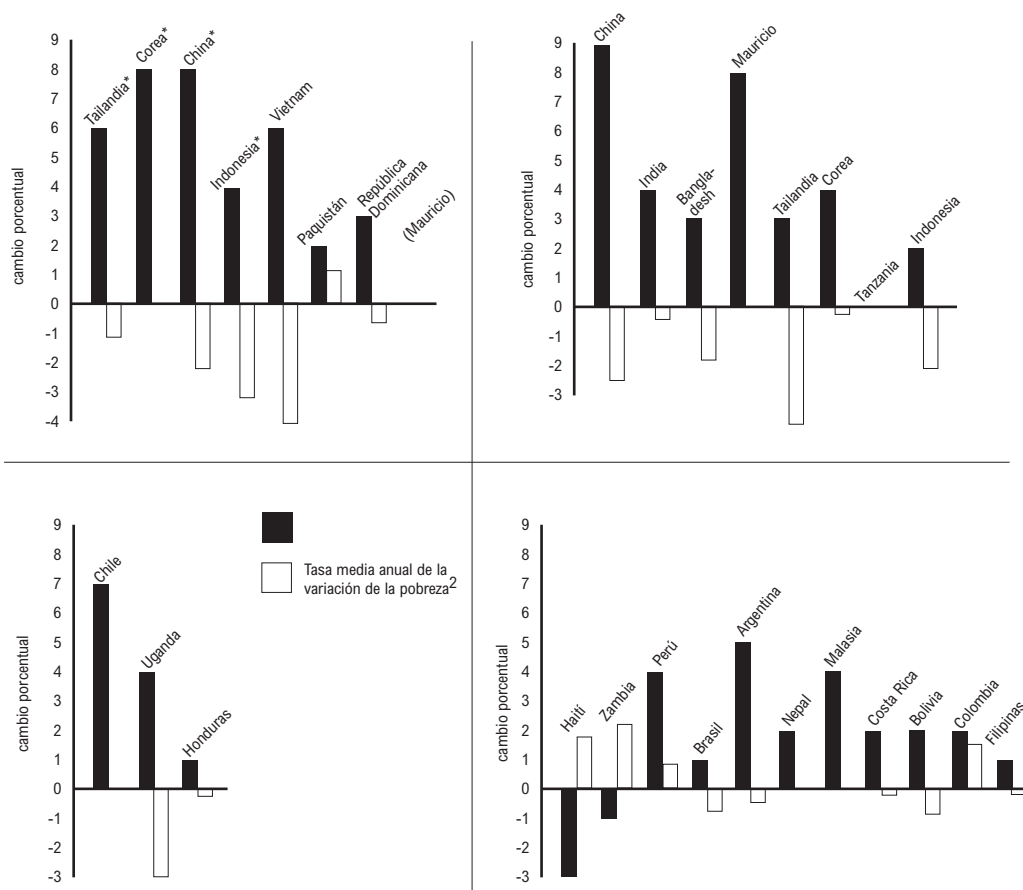 9
8
7
6
5
4
3
2
1
0
-1
-2
-3
-4
cambio porcentual
Tailandia*
Corea*
China*
Indonesia*
Vietnam
Paquistán
República
Dominicana
(Mauricio)
9
8
7
6
5
4
3
2
1
0
-1
-2
-3
cambio porcentual
China
India
Bangla-
desh
Mauricio
Tailandia
Corea
Tanzania
Indonesia
9
8
7
6
5
4
3
2
1
0
-1
-2
-3
cambio porcentual
Chile
Uganda
Honduras
Tasa media anual de la
variación de la pobreza2
9
8
7
6
5
4
3
2
1
0
-1
-2
-3
cambio porcentual
Haití
Zambia
Perú
Brasil
Argentina
Nepal
Malasia
Costa Rica
Bolivia
Colombia
Filipinas